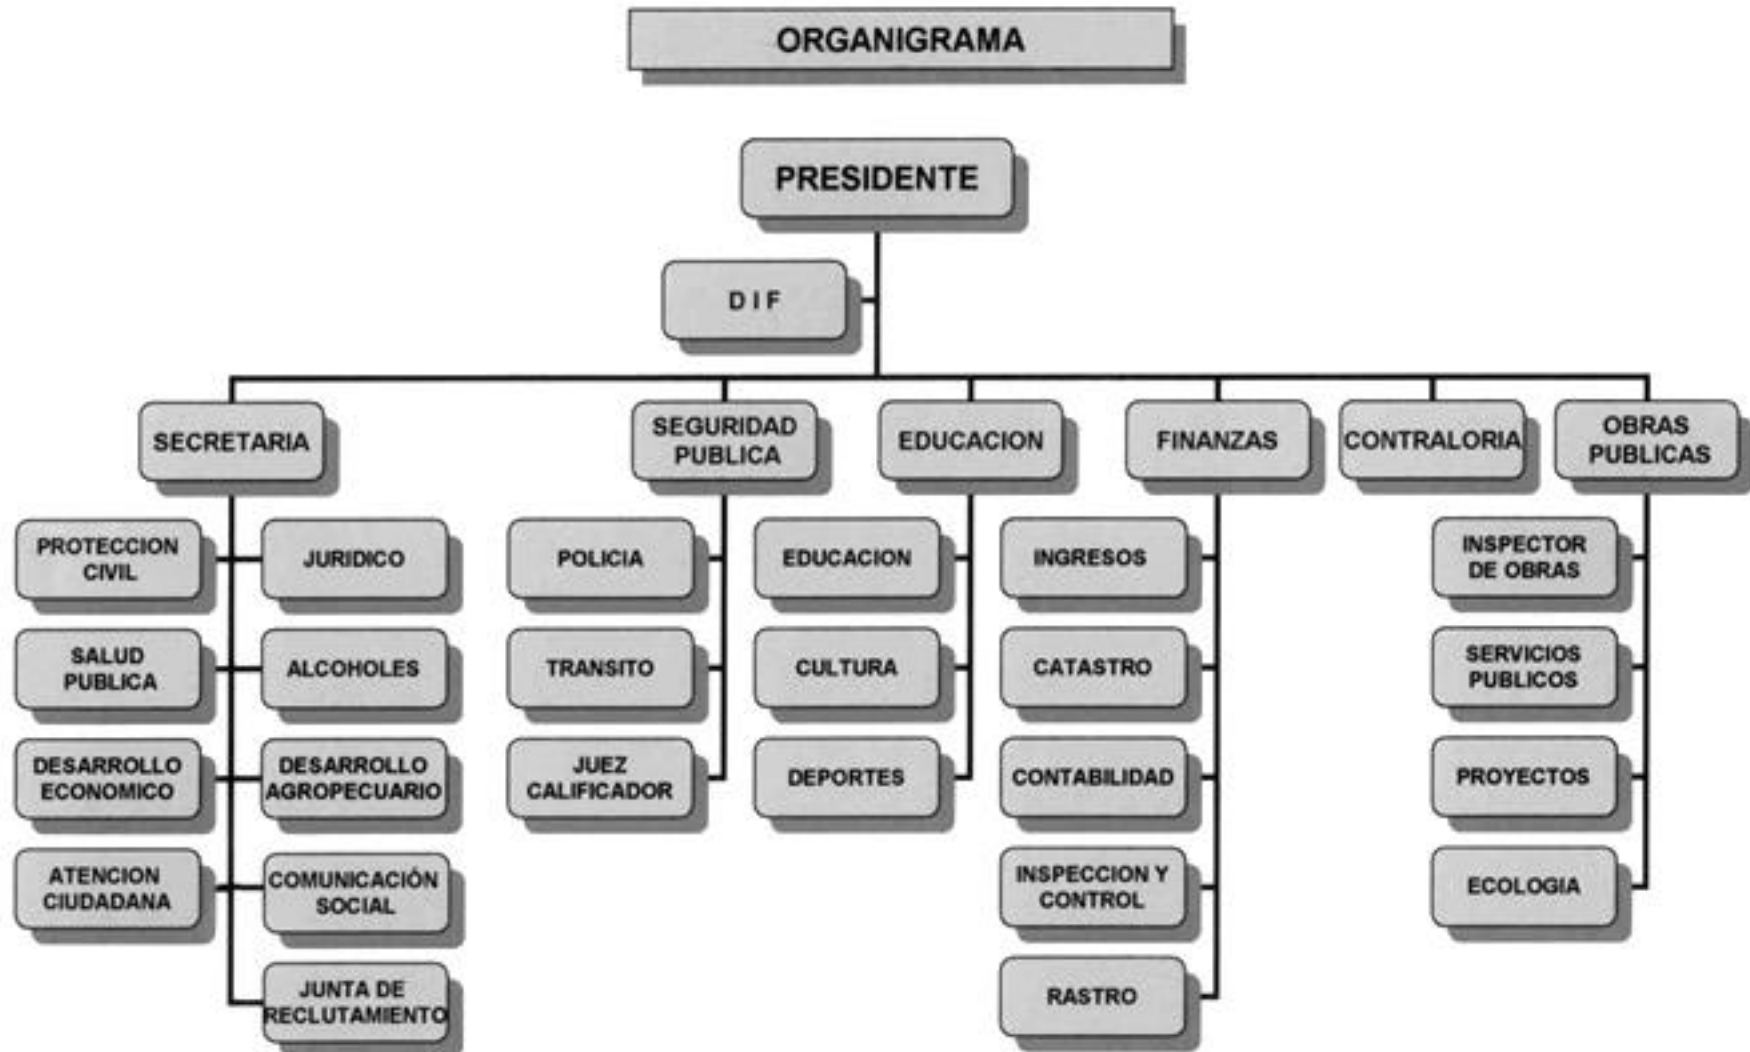 ORGANIGRAMA
PRESIDENTE
D I F
SECRETARIA
SEGURIDAD
PUBLICA
EDUCACION
FINANZAS
CONTRALORIA
OBRAS
PUBLICAS
PROTECCION
CIVIL
JURIDICO
SALUD
PUBLICA
ALCOHOLES
DESARROLLO
ECONOMICO
DESARROLLO
AGROPECUARIO
ATENCION
CIUDADANA
COMUNICACIÓN
SOCIAL
JUNTA DE
RECLUTAMIENTO
POLICIA
TRANSITO
JUEZ
CALIFICADOR
EDUCACION
CULTURA
DEPORTES
INGRESOS
CATASTRO
CONTABILIDAD
INSPECCION Y
CONTROL
RASTRO
INSPECTOR
DE OBRAS
SERVICIOS
PUBLICOS
PROYECTOS
ECOLOGIA